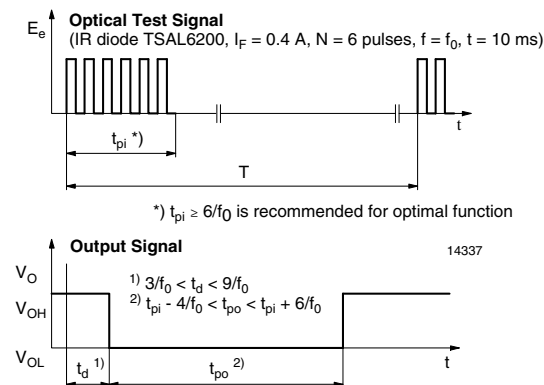 Optical Test Signal
(IR diode TSAL6200, I_F = 0.4 A, N = 6 pulses, f = f_0, t = 10 ms)
E_e
t
t_pi *)
T
*) t_pi ≥ 6/f_0 is recommended for optimal function
Output Signal
14337
V_O
1) 3/f_0 < t_d < 9/f_0
2) t_pi - 4/f_0 < t_po < t_pi + 6/f_0
V_OH
V_OL
t_d 1)
t_po 2)
t